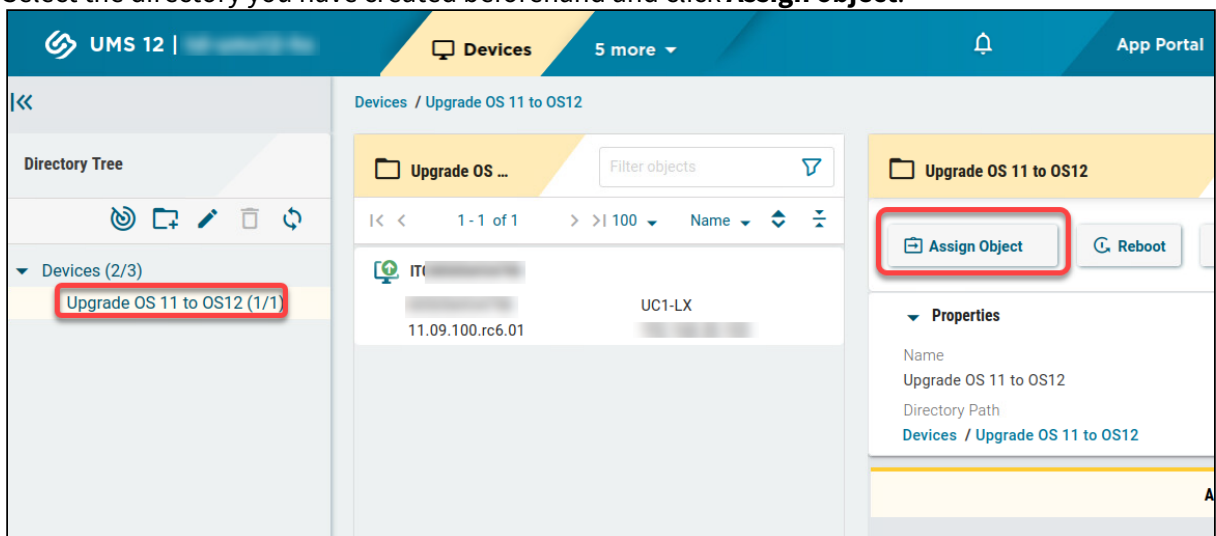 Select the directory you have created beforehand and click Assign object.
UMS 12 |
Devices
5 more
App Portal
Devices / Upgrade OS 11 to OS12
Directory Tree
Upgrade OS ...
Filter objects
Upgrade OS 11 to OS12
1 - 1 of 1
100
Name
Assign Object
Reboot
Devices (2/3)
Upgrade OS 11 to OS12 (1/1)
UC1-LX
11.09.100.rc6.01
Properties
Name
Upgrade OS 11 to OS12
Directory Path
Devices / Upgrade OS 11 to OS12